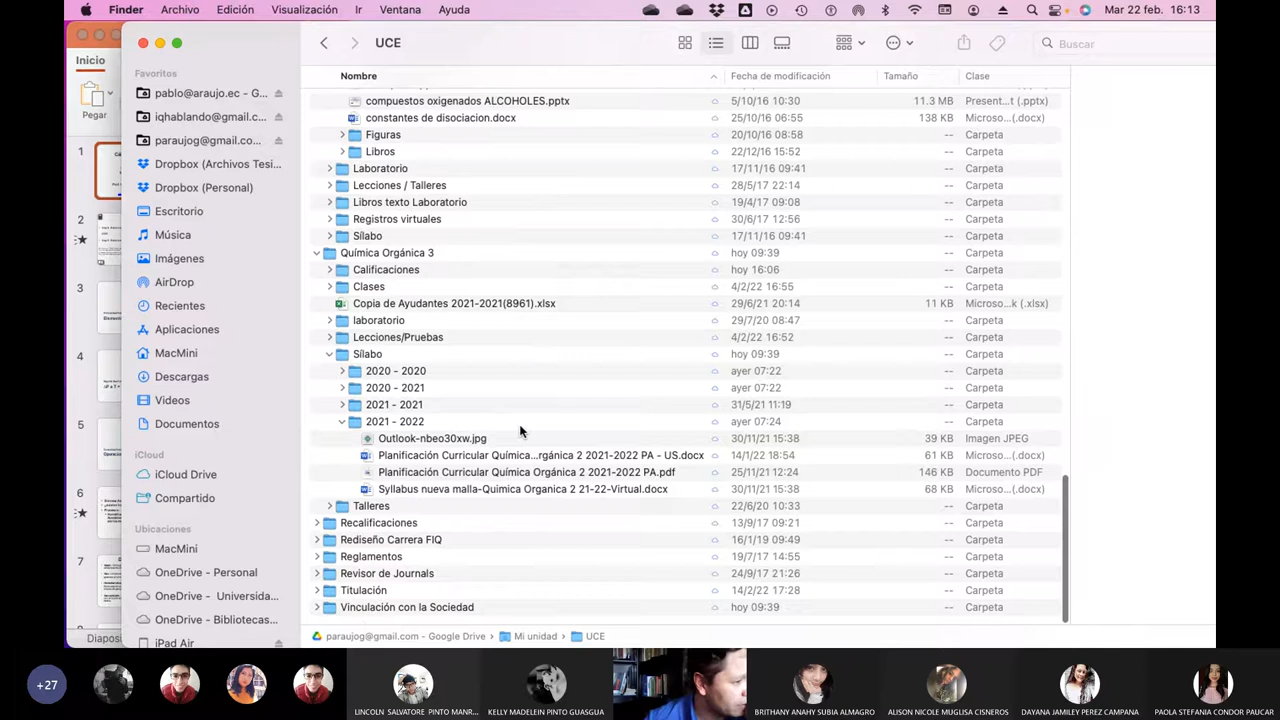 Finder Archivo Edición Visualización Ir Ventana Ayuda Mar 22 feb. 16:13
UCE
Buscar
Inicio
Pegar
1
2
3
4
5
6
7
Diapos
Favoritos
pablo@araujo.ec - G...
iqhablando@gmail.c...
paraujog@gmail.co...
Dropbox (Archivos Tesi...
Dropbox (Personal)
Escritorio
Música
Imágenes
AirDrop
Recientes
Aplicaciones
MacMini
Descargas
Videos
Documentos
iCloud
iCloud Drive
Compartido
Ubicaciones
MacMini
OneDrive - Personal
OneDrive - Universida...
OneDrive - Bibliotecas...
iPad Air
Nombre Fecha de modificación Tamaño Clase
compuestos oxígenados ALCOHOLES.pptx 5/10/16 10:30 11.3 MB Present...t (.pptx)
constantes de disociacion.docx 25/10/16 06:55 138 KB Microso...(.docx)
Figuras 20/10/16 08:58 -- Carpeta
Libros 22/12/16 15:52 -- Carpeta
Laboratorio 17/11/16 09:41 -- Carpeta
Lecciones / Talleres 28/5/17 22:14 -- Carpeta
Libros texto Laboratorio 19/4/17 09:08 -- Carpeta
Registros virtuales 30/6/17 12:56 -- Carpeta
Sílabo 17/11/16 09:41 -- Carpeta
Química Orgánica 3 hoy 09:39 -- Carpeta
Calificaciones hoy 16:06 -- Carpeta
Clases 4/2/22 16:55 -- Carpeta
Copia de Ayudantes 2021-2021(8961).xlsx 29/6/21 20:14 11 KB Microso...k (.xlsx)
laboratorio 29/7/20 08:47 -- Carpeta
Lecciones/Pruebas 4/2/22 16:52 -- Carpeta
Sílabo hoy 09:39 -- Carpeta
2020 - 2020 ayer 07:22 -- Carpeta
2020 - 2021 ayer 07:22 -- Carpeta
2021 - 2021 31/5/21 11:19 -- Carpeta
2021 - 2022 ayer 07:24 -- Carpeta
Outlook-nbeo30xw.jpg 30/11/21 15:38 39 KB Imagen JPEG
Planificación Curricular Química...rgánica 2 2021-2022 PA - US.docx 14/1/22 18:54 61 KB Microso...(.docx)
Planificación Curricular Química Orgánica 2 2021-2022 PA.pdf 25/11/21 12:24 146 KB Documento PDF
Syllabus nueva malla-Quimica Organica 2 21-22-Virtual.docx 30/11/21 15:38 68 KB Microso...(.docx)
Talleres 22/6/20 10:33 -- Carpeta
Recalificaciones 13/9/17 09:21 -- Carpeta
Rediseño Carrera FIQ 16/1/19 09:49 -- Carpeta
Reglamentos 19/7/17 14:55 -- Carpeta
Revisor de Journals 24/9/17 21:26 -- Carpeta
Titulación 14/2/22 17:28 -- Carpeta
Vinculación con la Sociedad hoy 09:39 -- Carpeta
paraujog@gmail.com - Google Drive Mi unidad UCE
+27
LINCOLN SALVATORE PINTO MANR...
KELLY MADELEIN PINTO GUASGUA
BRITHANY ANAHY SUBIA ALMAGRO
ALISON NICOLE MUGLISA CISNEROS
DAYANA JAMILEY PEREZ CAMPANA
PAOLA STEFANIA CONDOR PAUCAR